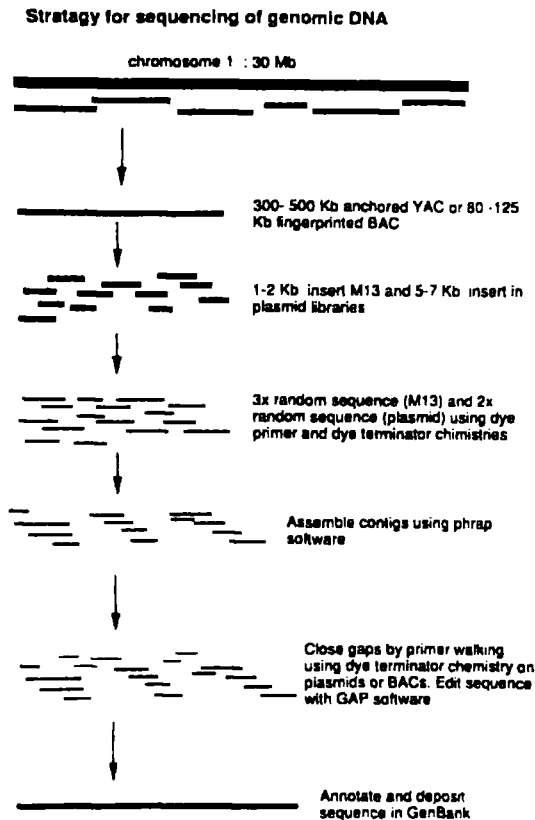 Stratagy for sequencing of genomic DNA
chromosome 1 : 30 Mb
300- 500 Kb anchored YAC or 80 -125
Kb fingerprinted BAC
1-2 Kb insert M13 and 5-7 Kb insert in
plasmid libraries
3x random sequence (M13) and 2x
random sequence (plasmid) using dye
primer and dye terminator chimistries
Assemble contigs using phrap
software
Close gaps by primer walking
using dye terminator chemistry on
plasmids or BACs. Edit sequence
with GAP software
Annotate and deposit
sequence in GenBank